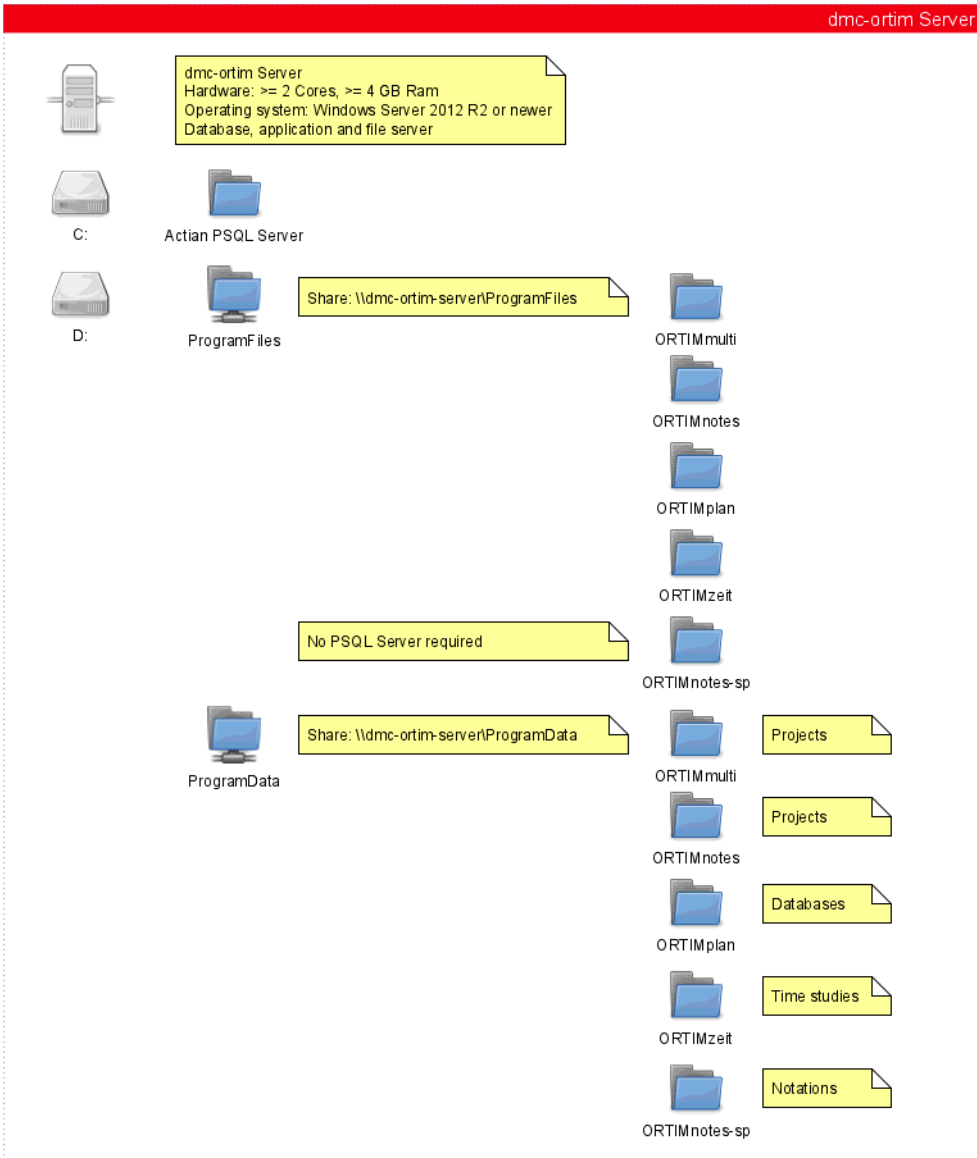 dmc-ortim Server
dmc-ortim Server
Hardware: >= 2 Cores, >= 4 GB Ram
Operating system: Windows Server 2012 R2 or newer
Database, application and file server
C:
Actian PSQL Server
D:
ProgramFiles
Share: \\dmc-ortim-server\ProgramFiles
ORTIMmulti
ORTIMnotes
ORTIMplan
ORTIMzeit
No PSQL Server required
ORTIMnotes-sp
ProgramData
Share: \\dmc-ortim-server\ProgramData
ORTIMmulti
Projects
ORTIMnotes
Projects
ORTIMplan
Databases
ORTIMzeit
Time studies
ORTIMnotes-sp
Notations